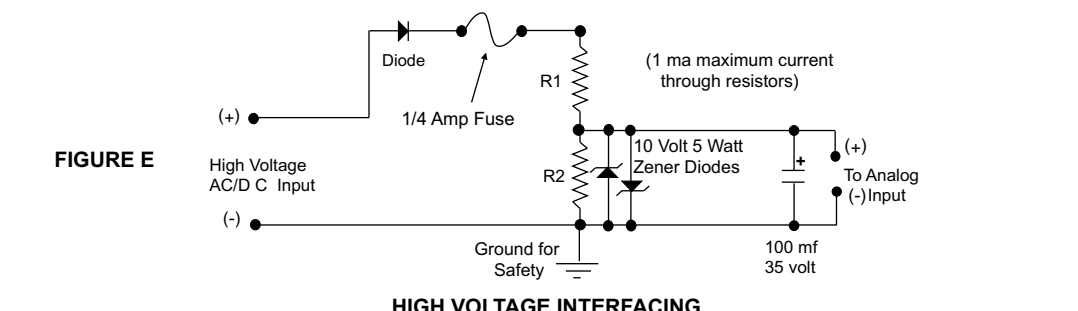 Diode
R1
(1 ma maximum current
through resistors)
1/4 Amp Fuse
(+)
FIGURE E
High Voltage
AC/D C Input
(-)
R2
10 Volt 5 Watt
Zener Diodes
+
(+)
To Analog
(-) Input
Ground for
Safety
100 mf
35 volt
HIGH VOLTAGE INTERFACING